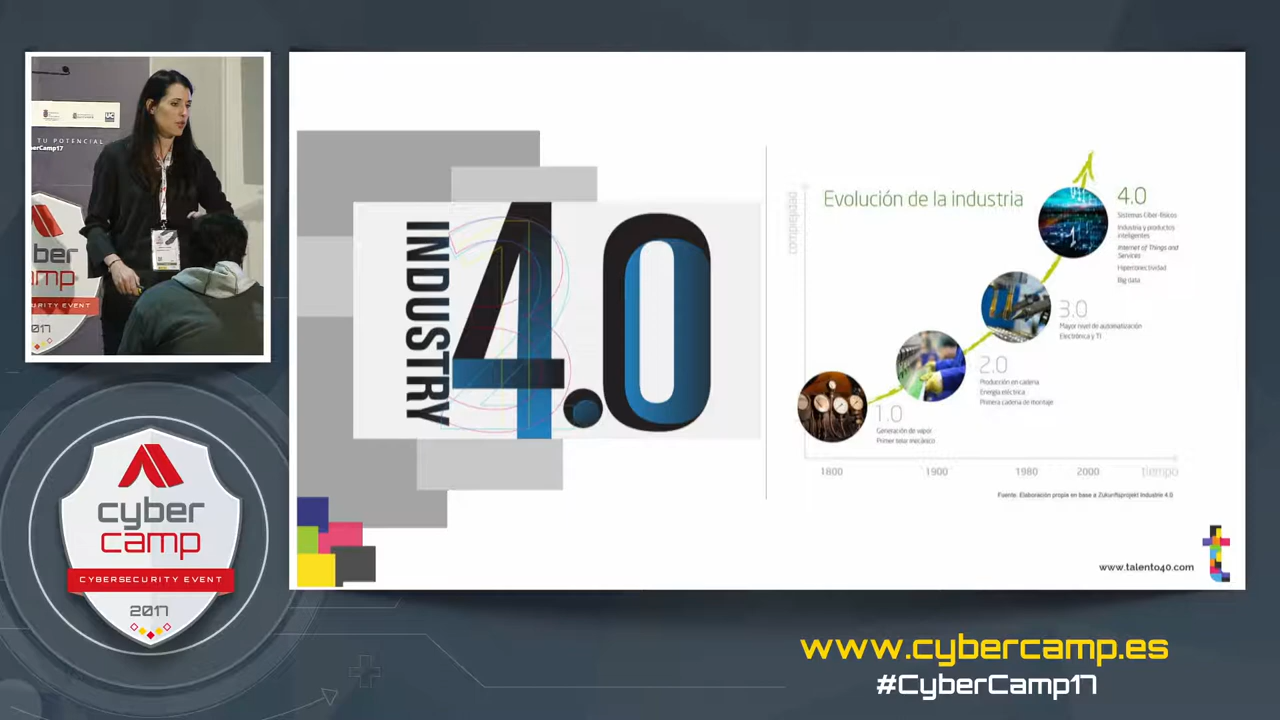 TU POTENCIAL
CyberCamp17
cyber
camp
CYBERSECURITY EVENT
2017
INDUSTRY
4.0
Evolución de la industria
complejidad
4.0
Sistemas Ciber-físicos
Industria y productos
inteligentes
Internet of Things and
Services
Hiperconectividad
Big data
3.0
Mayor nivel de automatización
Electrónica y TI
2.0
Producción en cadena
Energía eléctrica
Primera cadena de montaje
1.0
Generación de vapor
Primer telar mecánico
1800 1900 1980 2000 tiempo
Fuente: Elaboración propia en base a Zukunftsprojekt Industrie 4.0
www.talento40.com
t
www.cybercamp.es
#CyberCamp17